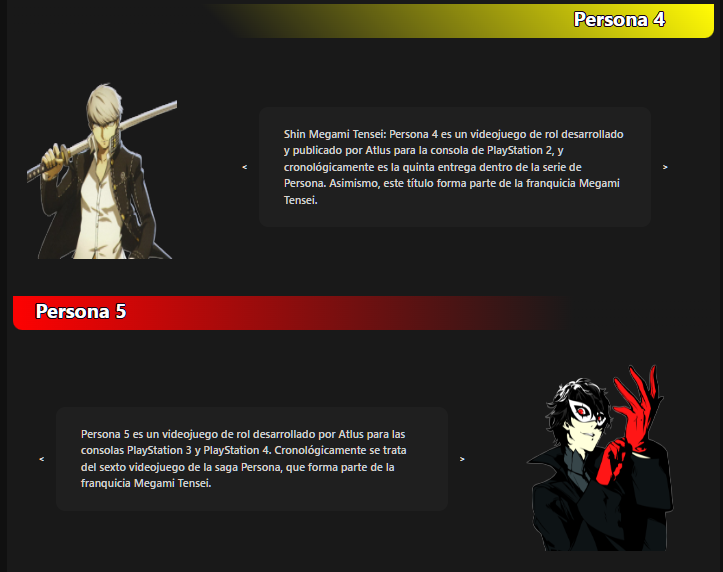 Persona 4
Shin Megami Tensei: Persona 4 es un videojuego de rol desarrollado
y publicado por Atlus para la consola de PlayStation 2, y
<
cronológicamente es la quinta entrega dentro de la serie de
>
Persona. Asimismo, este título forma parte de la franquicia Megami
Tensei.
Persona 5
Persona 5 es un videojuego de rol desarrollado por Atlus para las
consolas PlayStation 3 y PlayStation 4. Cronológicamente se trata
<
del sexto videojuego de la saga Persona, que forma parte de la
>
franquicia Megami Tensei.